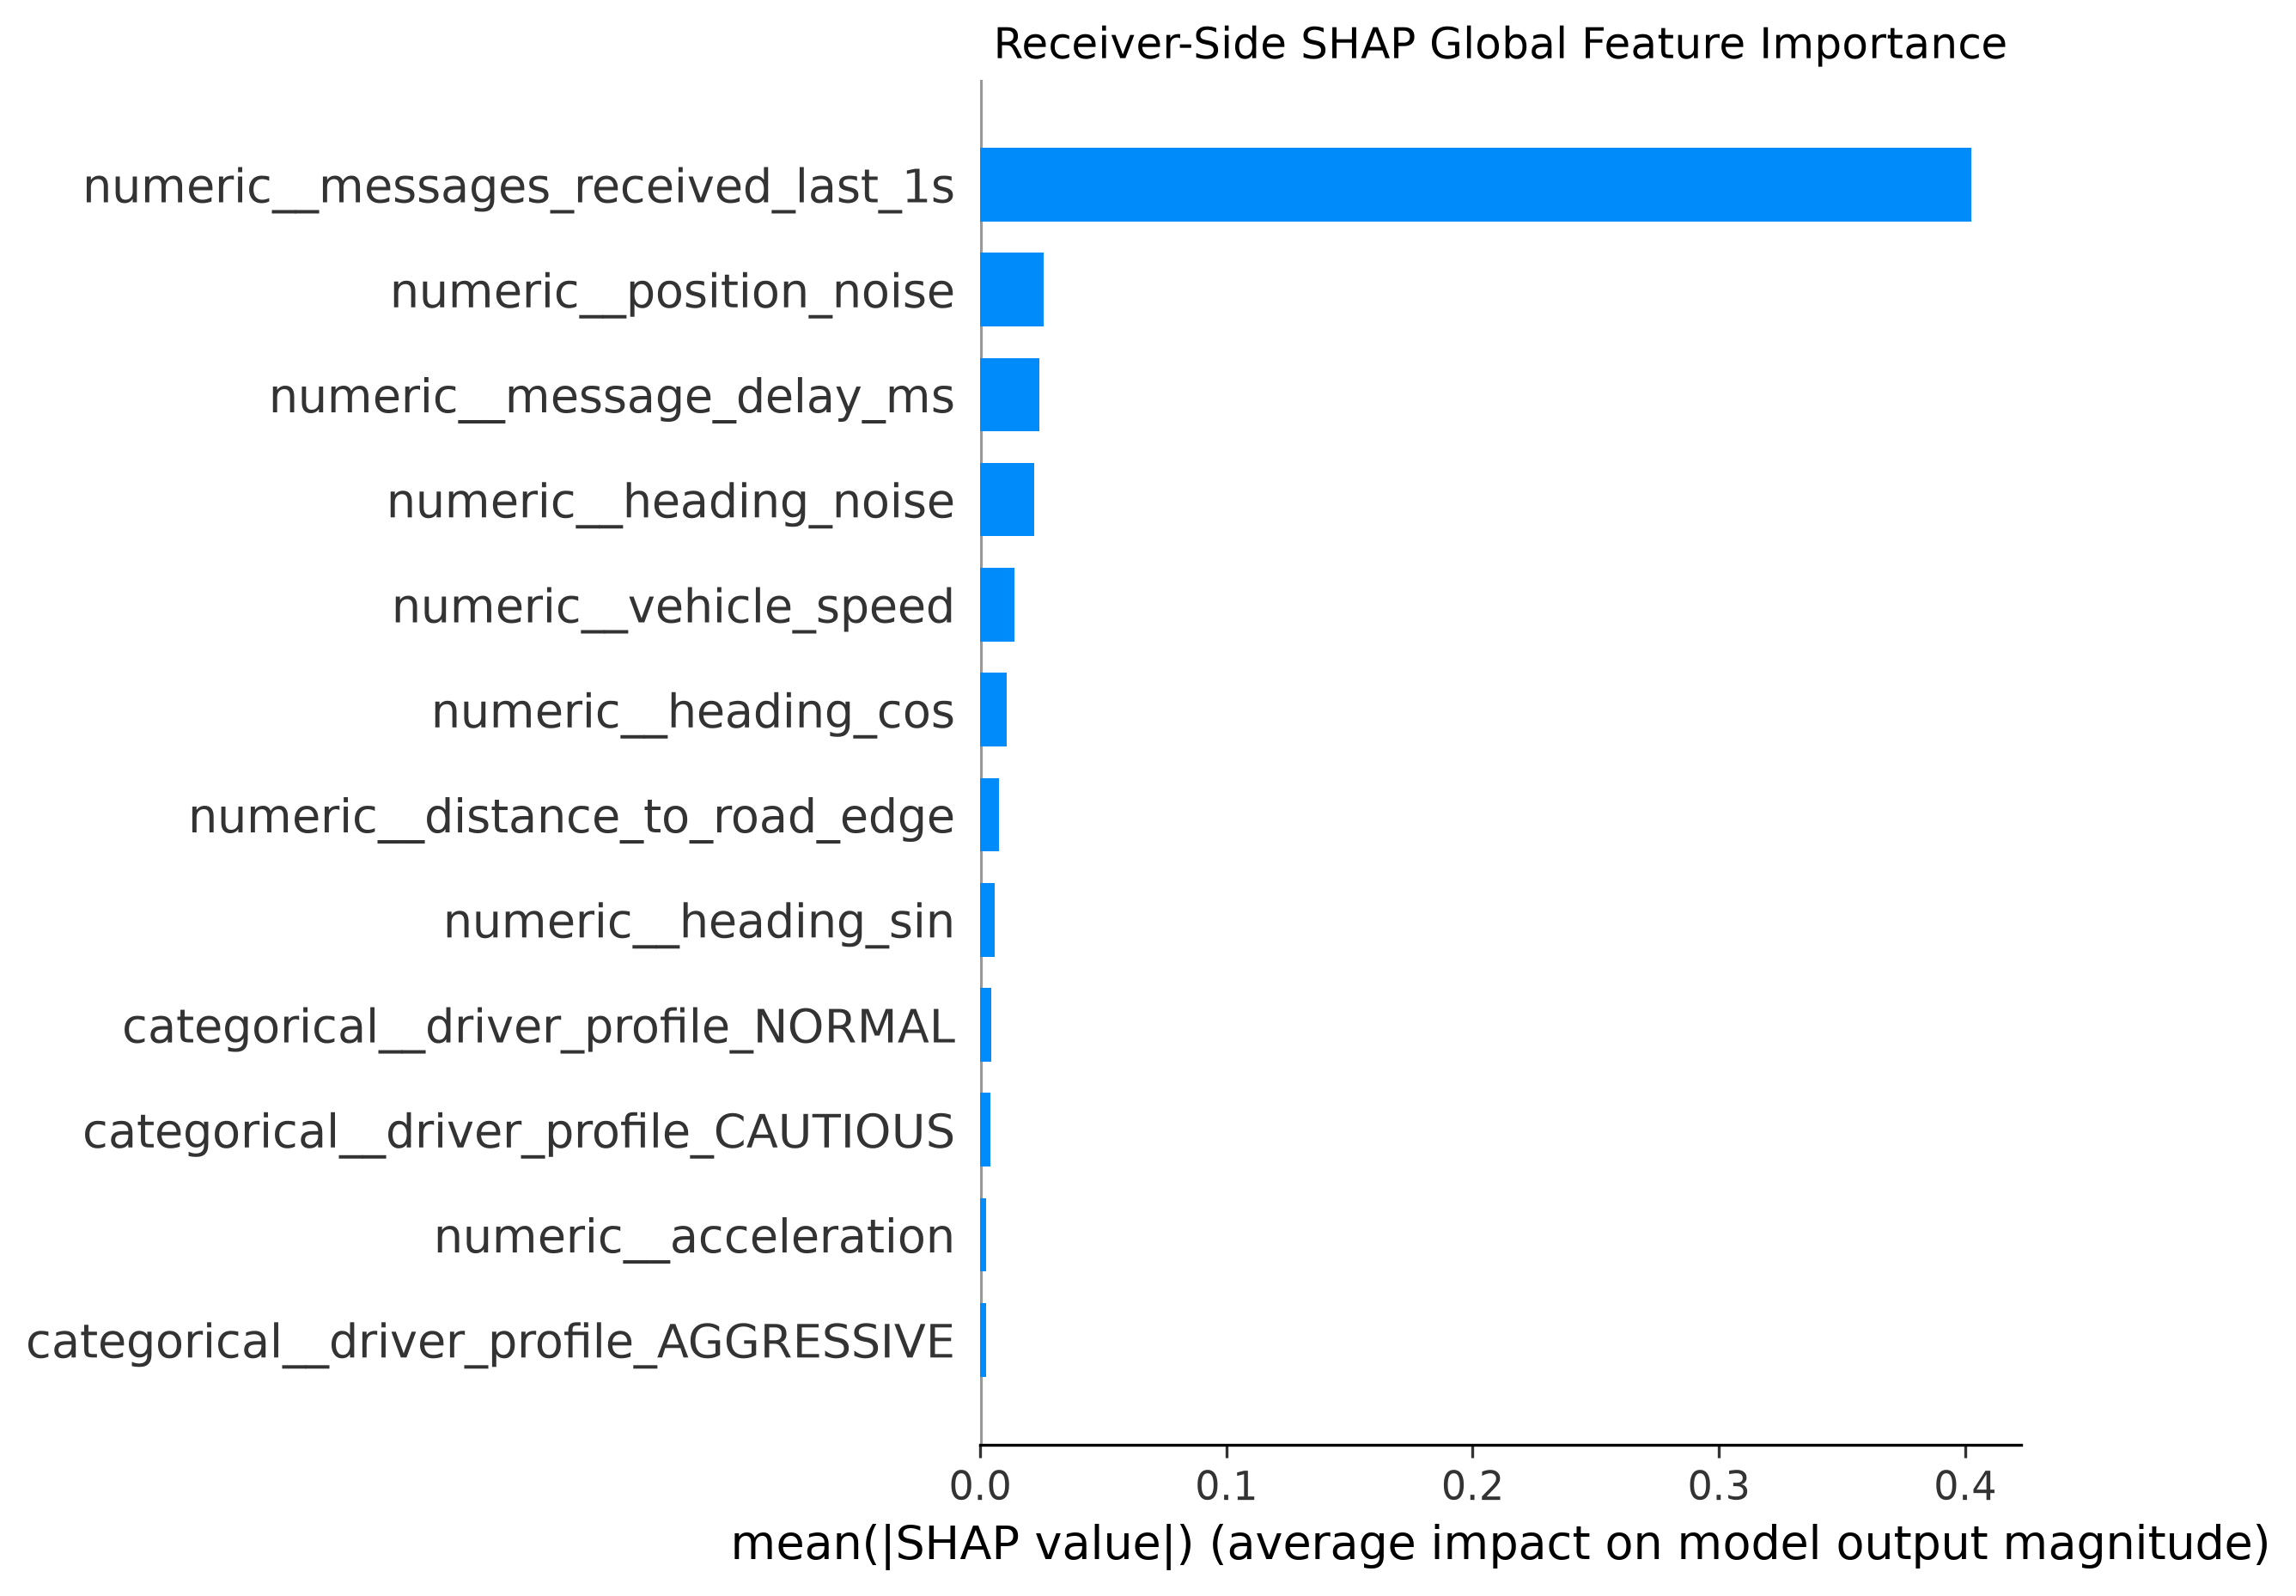 Receiver-Side SHAP Global Feature Importance
numeric__messages_received_last_1s
numeric__position_noise
numeric__message_delay_ms
numeric__heading_noise
numeric__vehicle_speed
numeric__heading_cos
numeric__distance_to_road_edge
numeric__heading_sin
categorical__driver_profile_NORMAL
categorical__driver_profile_CAUTIOUS
numeric__acceleration
categorical__driver_profile_AGGRESSIVE
0.0 0.1 0.2 0.3 0.4
mean(|SHAP value|) (average impact on model output magnitude)